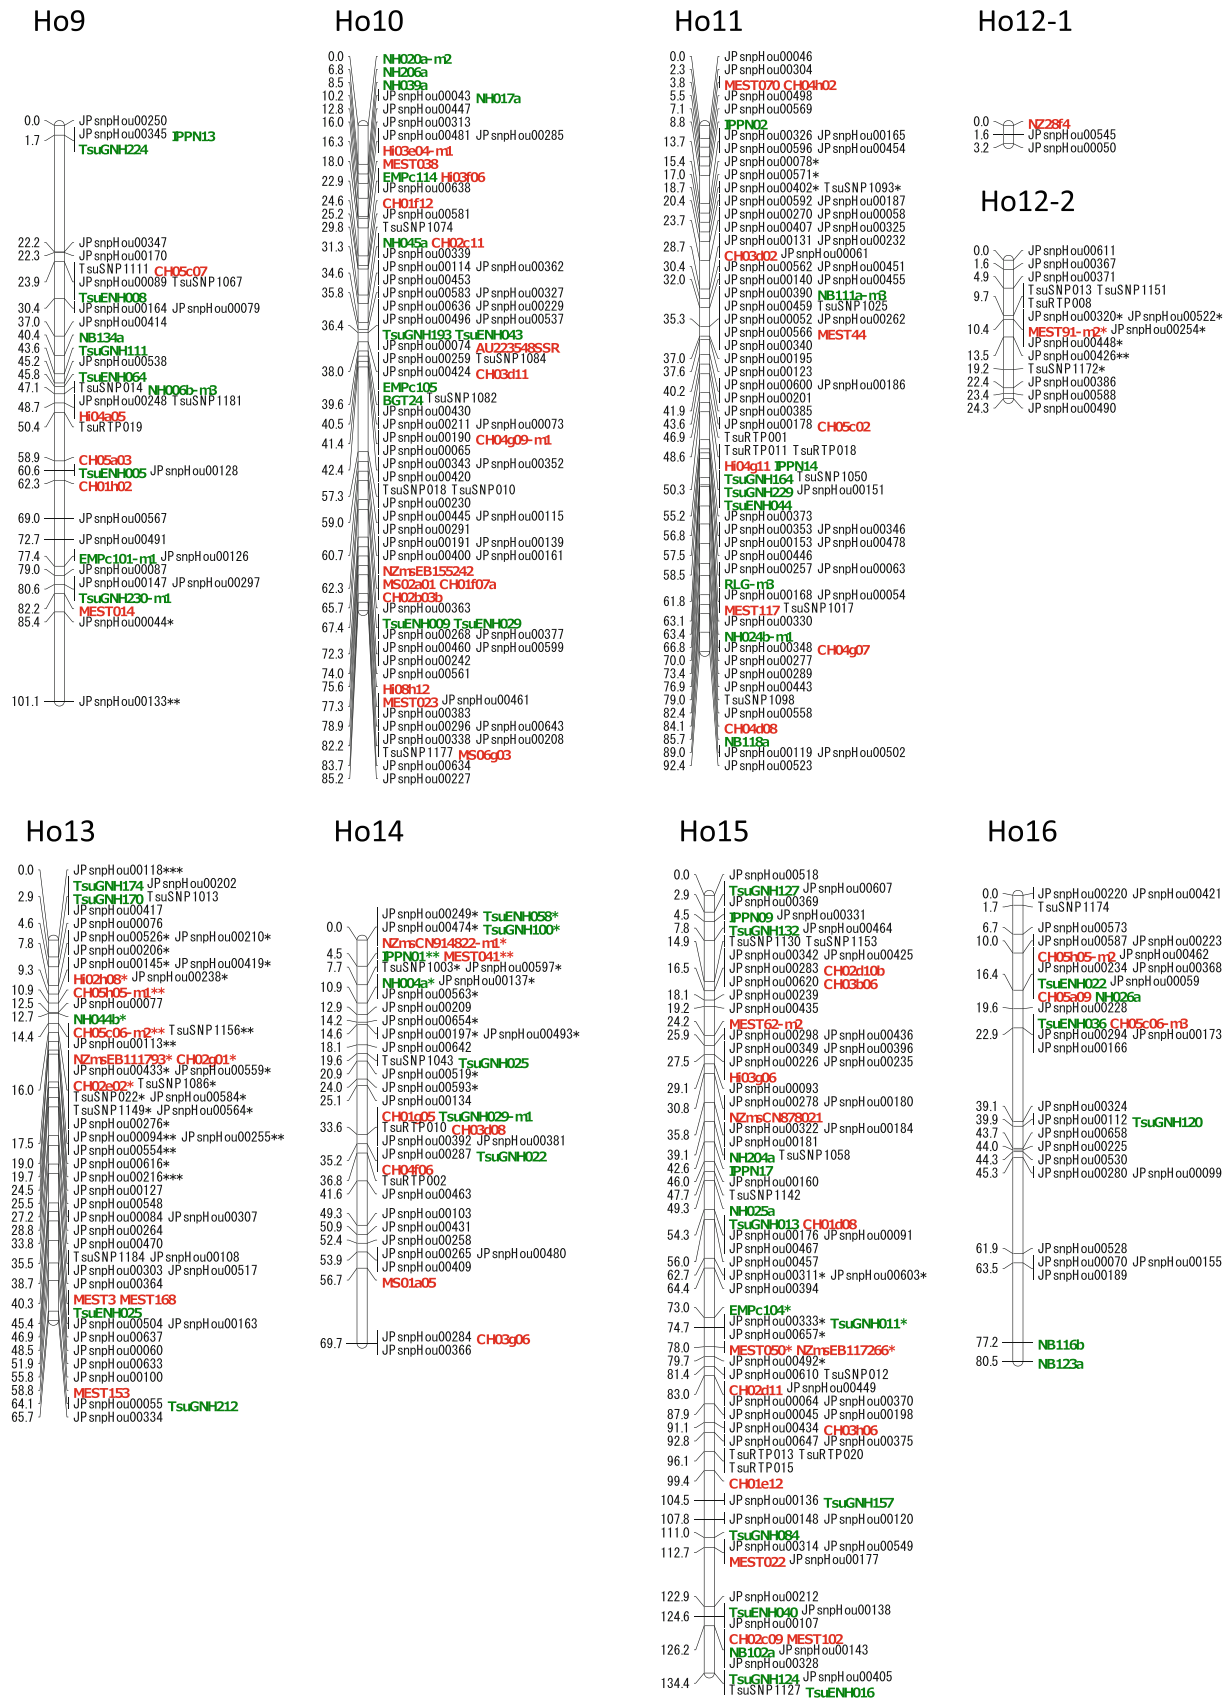 Ho9
0.0 JPsnpHou00250
1.7 JPsnpHou00345 IPPN13
TsuGNH224
22.2 JPsnpHou00347
22.3 JPsnpHou00170
TsuSNP1111 CH05c07
23.9 JPsnpHou00089 TsuSNP1067
TsuENH008
30.4 JPsnpHou00164 JPsnpHou00079
37.0 JPsnpHou00414
40.4 NB134a
43.6 TsuGNH111
45.2 JPsnpHou00538
45.8 TsuENH064
47.1 TsuSNP014 NH006b-m3
48.7 JPsnpHou00248 TsuSNP1181
Hi04a05
50.4 TsuRTP019
58.9 CH05a03
60.6 TsuENH005 JPsnpHou00128
62.3 CH01h02
69.0 JPsnpHou00567
72.7 JPsnpHou00491
77.4 EMPc101-m1 JPsnpHou00126
79.0 JPsnpHou00087
80.6 JPsnpHou00147 JPsnpHou00297
TsuGNH230-m1
82.2 MEST014
85.4 JPsnpHou00044*
101.1 JPsnpHou00133**
Ho10
0.0 NH020a-m2
6.8 NH206a
8.5 NH039a
10.2 JPsnpHou00043 NH017a
12.8 JPsnpHou00447
16.0 JPsnpHou00313
16.3 JPsnpHou00481 JPsnpHou00285
Hi03e04-m1
18.0 MEST038
22.9 EMPc114 Hi03f06
JPsnpHou00638
24.6 CH01f12
25.2 JPsnpHou00581
29.8 TsuSNP1074
31.3 NH045a CH02c11
JPsnpHou00339
34.6 JPsnpHou00114 JPsnpHou00362
JPsnpHou00453
35.8 JPsnpHou00583 JPsnpHou00327
JPsnpHou00636 JPsnpHou00229
JPsnpHou00496 JPsnpHou00537
36.4 TsuGNH193 TsuENH043
JPsnpHou00074 AU223548SSR
JPsnpHou00259 TsuSNP1084
38.0 JPsnpHou00424 CH03d11
EMPc105
39.6 BGT24 TsuSNP1082
JPsnpHou00430
40.5 JPsnpHou00211 JPsnpHou00073
41.4 JPsnpHou00190 CH04g09-m1
JPsnpHou00065
42.4 JPsnpHou00343 JPsnpHou00352
JPsnpHou00420
57.3 TsuSNP018 TsuSNP010
JPsnpHou00230
59.0 JPsnpHou00445 JPsnpHou00115
JPsnpHou00291
JPsnpHou00191 JPsnpHou00139
60.7 JPsnpHou00400 JPsnpHou00161
NZmsEB155242
62.3 MS02a01 CH01f07a
CH02b03b
65.7 JPsnpHou00363
67.4 TsuENH009 TsuENH029
JPsnpHou00268 JPsnpHou00377
72.3 JPsnpHou00460 JPsnpHou00599
JPsnpHou00242
74.0 JPsnpHou00561
75.6 Hi08h12
77.3 MEST023 JPsnpHou00461
JPsnpHou00383
78.9 JPsnpHou00296 JPsnpHou00643
82.2 JPsnpHou00338 JPsnpHou00208
TsuSNP1177 MS06g03
83.7 JPsnpHou00634
85.2 JPsnpHou00227
Ho11
0.0 JPsnpHou00046
2.3 JPsnpHou00304
3.8 MEST070 CH04h02
5.5 JPsnpHou00498
7.1 JPsnpHou00569
8.8 IPPN02
13.7 JPsnpHou00326 JPsnpHou00165
JPsnpHou00596 JPsnpHou00454
15.4 JPsnpHou00078*
17.0 JPsnpHou00571*
18.7 JPsnpHou00402* TsuSNP1093*
20.4 JPsnpHou00592 JPsnpHou00187
23.7 JPsnpHou00270 JPsnpHou00058
JPsnpHou00407 JPsnpHou00325
28.7 JPsnpHou00131 JPsnpHou00232
CH03d02 JPsnpHou00061
30.4 JPsnpHou00562 JPsnpHou00451
32.0 JPsnpHou00140 JPsnpHou00455
JPsnpHou00390 NB111a-m3
JPsnpHou00459 TsuSNP1025
35.3 JPsnpHou00052 JPsnpHou00262
JPsnpHou00566 MEST44
JPsnpHou00340
37.0 JPsnpHou00195
37.6 JPsnpHou00123
40.2 JPsnpHou00600 JPsnpHou00186
JPsnpHou00201
41.9 JPsnpHou00385
43.6 JPsnpHou00178 CH05c02
46.9 TsuRTP001
48.6 TsuRTP011 TsuRTP018
Hi04g11 IPPN14
TsuGNH164 TsuSNP1050
50.3 TsuGNH229 JPsnpHou00151
TsuENH044
55.2 JPsnpHou00373
56.8 JPsnpHou00353 JPsnpHou00346
JPsnpHou00153 JPsnpHou00478
57.5 JPsnpHou00446
58.5 JPsnpHou00257 JPsnpHou00063
RLG-m3
61.8 JPsnpHou00168 JPsnpHou00054
MEST117 TsuSNP1017
63.1 JPsnpHou00330
63.4 NH024b-m1
66.8 JPsnpHou00348 CH04g07
70.0 JPsnpHou00277
73.4 JPsnpHou00289
76.9 JPsnpHou00443
79.0 TsuSNP1098
82.4 JPsnpHou00558
84.1 CH04d08
85.7 NB118a
89.0 JPsnpHou00119 JPsnpHou00502
92.4 JPsnpHou00523
Ho12-1
0.0 NZ28f4
1.6 JPsnpHou00545
3.2 JPsnpHou00050
Ho12-2
0.0 JPsnpHou00611
1.6 JPsnpHou00367
4.9 JPsnpHou00371
9.7 TsuSNP013 TsuSNP1151
TsuRTP008
JPsnpHou00320* JPsnpHou00522*
10.4 MEST91-m2* JPsnpHou00254*
JPsnpHou00448*
13.5 JPsnpHou00426**
19.2 TsuSNP1172*
22.4 JPsnpHou00386
23.4 JPsnpHou00588
24.3 JPsnpHou00490
Ho13
0.0 JPsnpHou00118***
TsuGNH174 JPsnpHou00202
2.9 TsuGNH170 TsuSNP1013
JPsnpHou00417
4.6 JPsnpHou00076
7.8 JPsnpHou00526* JPsnpHou00210*
JPsnpHou00206*
9.3 JPsnpHou00145* JPsnpHou00419*
Hi02h08* JPsnpHou00238*
10.9 CH05h05-m1**
12.5 JPsnpHou00077
12.7 NH044b*
14.4 CH05c06-m2** TsuSNP1156**
JPsnpHou00113**
NZmsEB111793* CH02g01*
JPsnpHou00433* JPsnpHou00559*
16.0 CH02e02* TsuSNP1086*
TsuSNP022* JPsnpHou00584*
TsuSNP1149* JPsnpHou00564*
JPsnpHou00276*
17.5 JPsnpHou00094** JPsnpHou00255**
JPsnpHou00554**
19.0 JPsnpHou00616*
19.7 JPsnpHou00216***
24.5 JPsnpHou00127
25.5 JPsnpHou00548
27.2 JPsnpHou00084 JPsnpHou00307
28.8 JPsnpHou00264
33.8 JPsnpHou00470
35.5 TsuSNP1184 JPsnpHou00108
JPsnpHou00303 JPsnpHou00517
38.7 JPsnpHou00364
40.3 MEST3 MEST168
TsuENH025
45.4 JPsnpHou00504 JPsnpHou00163
46.9 JPsnpHou00637
48.5 JPsnpHou00060
51.9 JPsnpHou00633
55.8 JPsnpHou00100
58.8 MEST153
64.1 JPsnpHou00055 TsuGNH212
65.7 JPsnpHou00334
Ho14
JPsnpHou00249* TsuENH058*
0.0 JPsnpHou00474* TsuGNH100*
NZmsCN914822-m1*
4.5 IPPN01** MEST041**
7.7 TsuSNP1003* JPsnpHou00597*
10.9 NH004a* JPsnpHou00137*
JPsnpHou00563*
12.9 JPsnpHou00209
14.2 JPsnpHou00654*
14.6 JPsnpHou00197* JPsnpHou00493*
18.1 JPsnpHou00642
19.6 TsuSNP1043 TsuGNH025
20.9 JPsnpHou00519*
24.0 JPsnpHou00593*
25.1 JPsnpHou00134
CH01g05 TsuGNH029-m1
33.6 TsuRTP010 CH03d08
JPsnpHou00392 JPsnpHou00381
35.2 JPsnpHou00287 TsuGNH022
CH04f06
36.8 TsuRTP002
41.6 JPsnpHou00463
49.3 JPsnpHou00103
50.9 JPsnpHou00431
52.4 JPsnpHou00258
53.9 JPsnpHou00265 JPsnpHou00480
JPsnpHou00409
56.7 MS01a05
69.7 JPsnpHou00284 CH03g06
JPsnpHou00366
Ho15
0.0 JPsnpHou00518
2.9 TsuGNH127 JPsnpHou00607
JPsnpHou00369
4.5 IPPN09 JPsnpHou00331
7.8 TsuGNH132 JPsnpHou00464
14.9 TsuSNP1130 TsuSNP1153
JPsnpHou00342 JPsnpHou00425
16.5 JPsnpHou00283 CH02d10b
JPsnpHou00620 CH03b06
18.1 JPsnpHou00239
19.2 JPsnpHou00435
24.2 MEST62-m2
25.9 JPsnpHou00298 JPsnpHou00436
JPsnpHou00349 JPsnpHou00396
27.5 JPsnpHou00226 JPsnpHou00235
Hi03g06
29.1 JPsnpHou00093
30.8 JPsnpHou00278 JPsnpHou00180
NZmsCN878021
35.8 JPsnpHou00322 JPsnpHou00184
JPsnpHou00181
39.1 NH204a TsuSNP1058
42.6 IPPN17
46.0 JPsnpHou00160
47.7 TsuSNP1142
49.3 NH025a
TsuGNH013 CH01d08
54.3 JPsnpHou00176 JPsnpHou00091
JPsnpHou00467
56.0 JPsnpHou00457
62.7 JPsnpHou00311* JPsnpHou00603*
64.4 JPsnpHou00394
73.0 EMPc104*
74.7 JPsnpHou00333* TsuGNH011*
JPsnpHou00657*
78.0 MEST050* NZmsEB117266*
79.7 JPsnpHou00492*
81.4 JPsnpHou00610 TsuSNP012
83.0 CH02d11 JPsnpHou00449
JPsnpHou00064 JPsnpHou00370
87.9 JPsnpHou00045 JPsnpHou00198
91.1 JPsnpHou00434 CH03h06
92.8 JPsnpHou00647 JPsnpHou00375
96.1 TsuRTP013 TsuRTP020
TsuRTP015
99.4 CH01e12
104.5 JPsnpHou00136 TsuGNH157
107.8 JPsnpHou00148 JPsnpHou00120
111.0 TsuGNH084
112.7 JPsnpHou00314 JPsnpHou00549
MEST022 JPsnpHou00177
122.9 JPsnpHou00212
124.6 TsuENH040 JPsnpHou00138
JPsnpHou00107
CH02c09 MEST102
126.2 NB102a JPsnpHou00143
JPsnpHou00328
134.4 TsuGNH124 JPsnpHou00405
TsuSNP1127 TsuENH016
Ho16
0.0 JPsnpHou00220 JPsnpHou00421
1.7 TsuSNP1174
6.7 JPsnpHou00573
10.0 JPsnpHou00587 JPsnpHou00223
CH05h05-m2 JPsnpHou00462
JPsnpHou00234 JPsnpHou00368
16.4 TsuENH022 JPsnpHou00059
CH05a09 NH026a
19.6 JPsnpHou00228
TsuENH036 CH05c06-m3
22.9 JPsnpHou00294 JPsnpHou00173
JPsnpHou00166
39.1 JPsnpHou00324
39.9 JPsnpHou00112 TsuGNH120
43.7 JPsnpHou00658
44.0 JPsnpHou00225
44.3 JPsnpHou00530
45.3 JPsnpHou00280 JPsnpHou00099
61.9 JPsnpHou00528
63.5 JPsnpHou00070 JPsnpHou00155
JPsnpHou00189
77.2 NB116b
80.5 NB123a